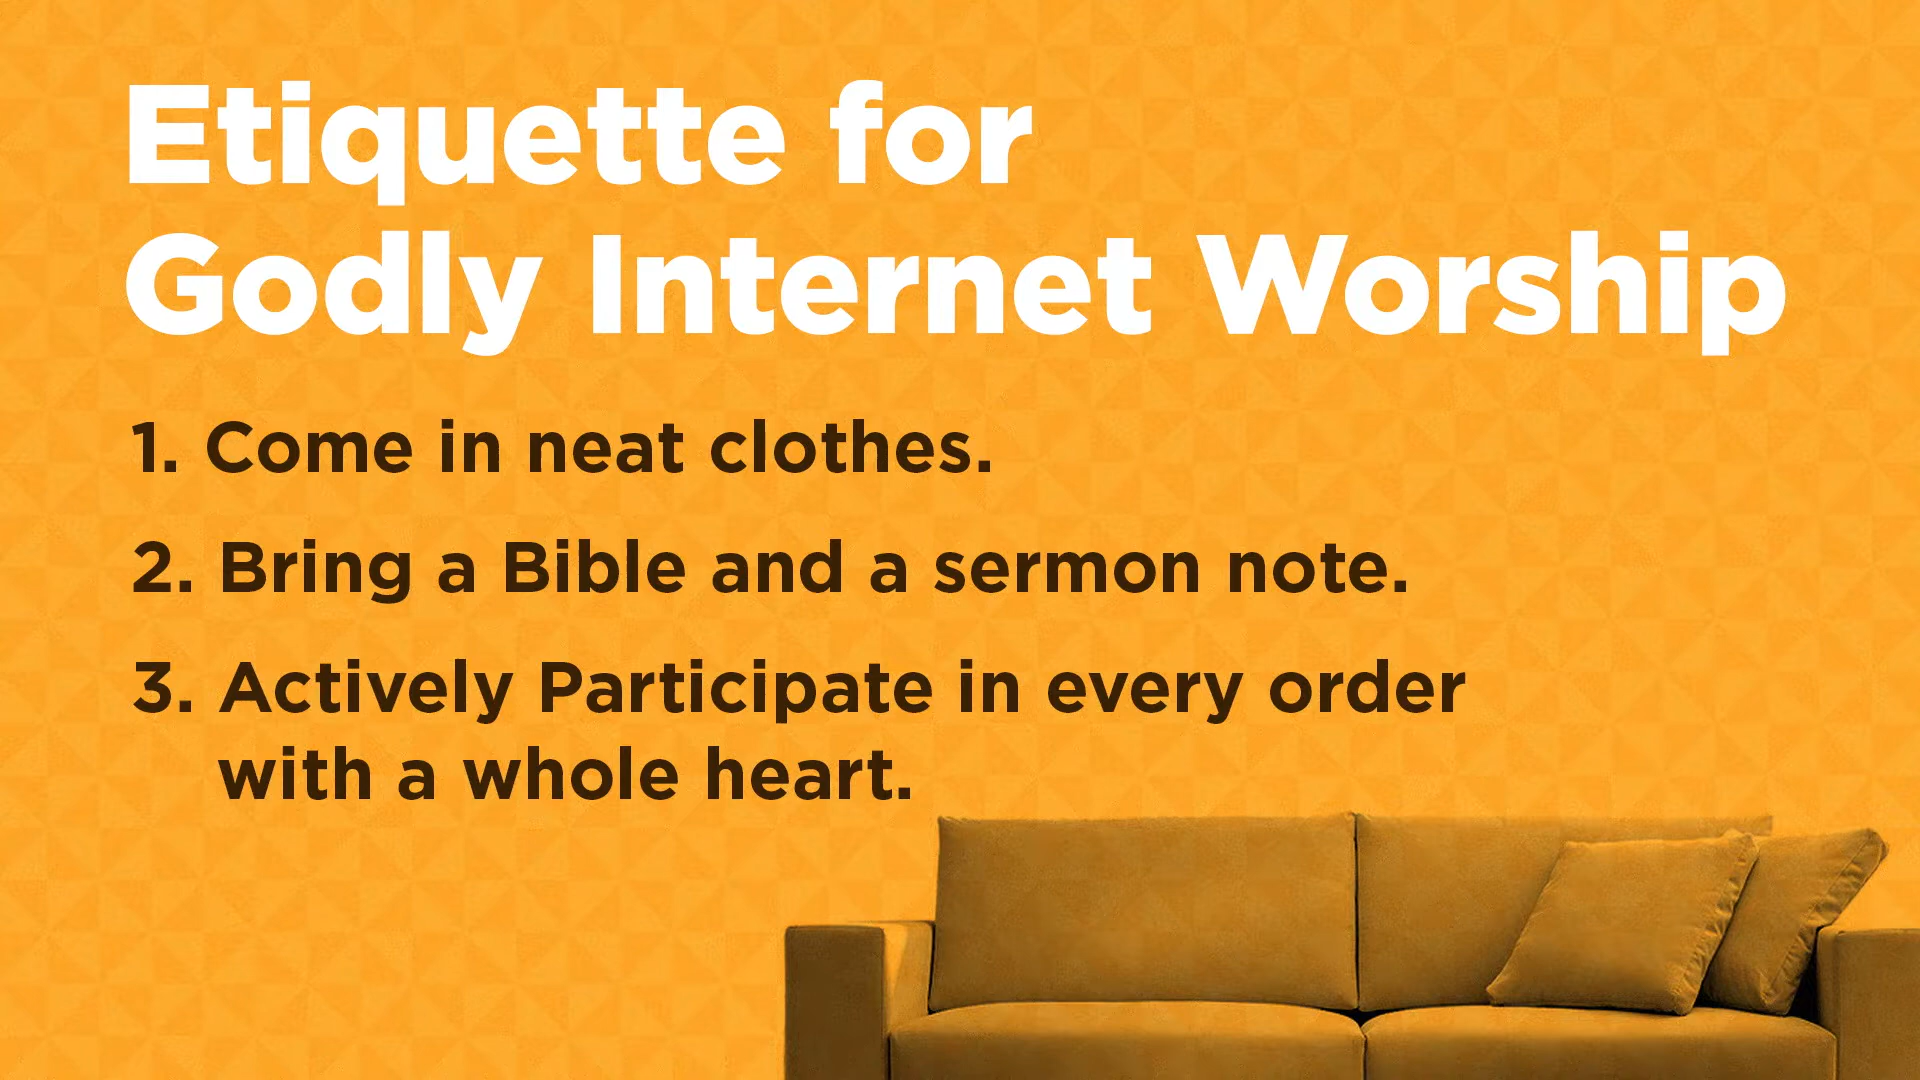 Etiquette for
Godly Internet Worship
1. Come in neat clothes.
2. Bring a Bible and a sermon note.
3. Actively Participate in every order
with a whole heart.